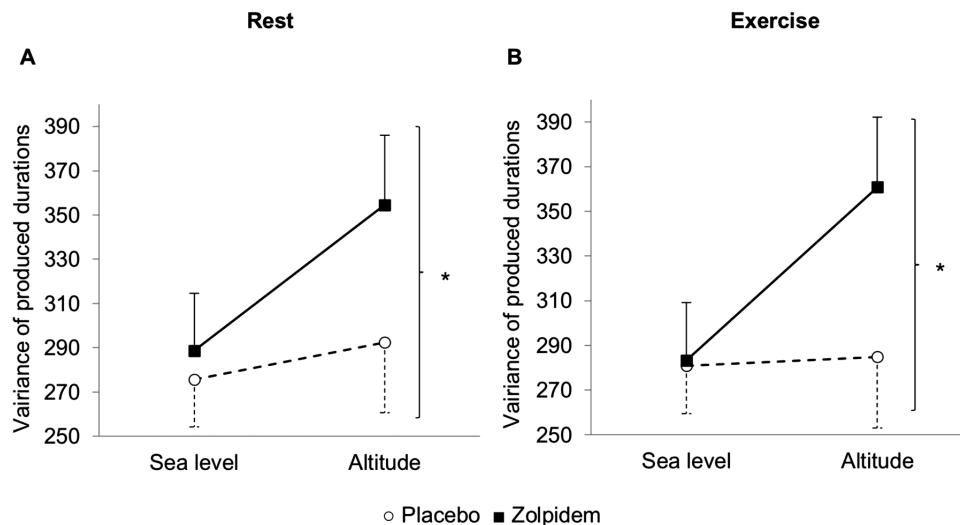 Rest
Exercise
A
B
Vairiance of produced durations
390
370
350
330
310
290
270
250
*
Sea level
Altitude
Vairiance of produced durations
390
370
350
330
310
290
270
250
*
Sea level
Altitude
Placebo
Zolpidem